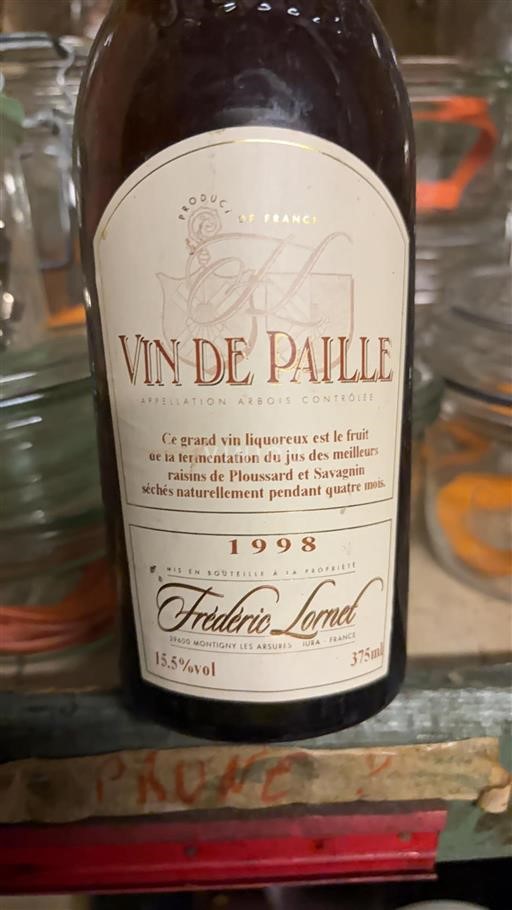 PRODUCT OF FRANCE
VIN DE PAILLE
APPELLATION ARBOIS CONTRÔLÉE
Ce grand vin liquoreux est le fruit
de la fermentation du jus des meilleurs
raisins de Ploussard et Savagnin
séchés naturellement pendant quatre mois.
1998
MIS EN BOUTEILLE À LA PROPRIÉTÉ
Frédéric Lornet
39600 MONTIGNY LES ARSURES JURA - FRANCE
15.5%vol 375ml
PRUNE